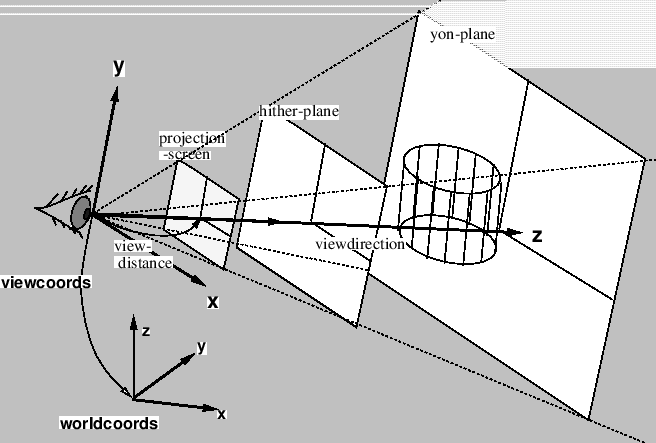 yon-plane
y
hither-plane
projection
-screen
z
viewdirection
view-
distance
viewcoords
x
z
y
x
worldcoords